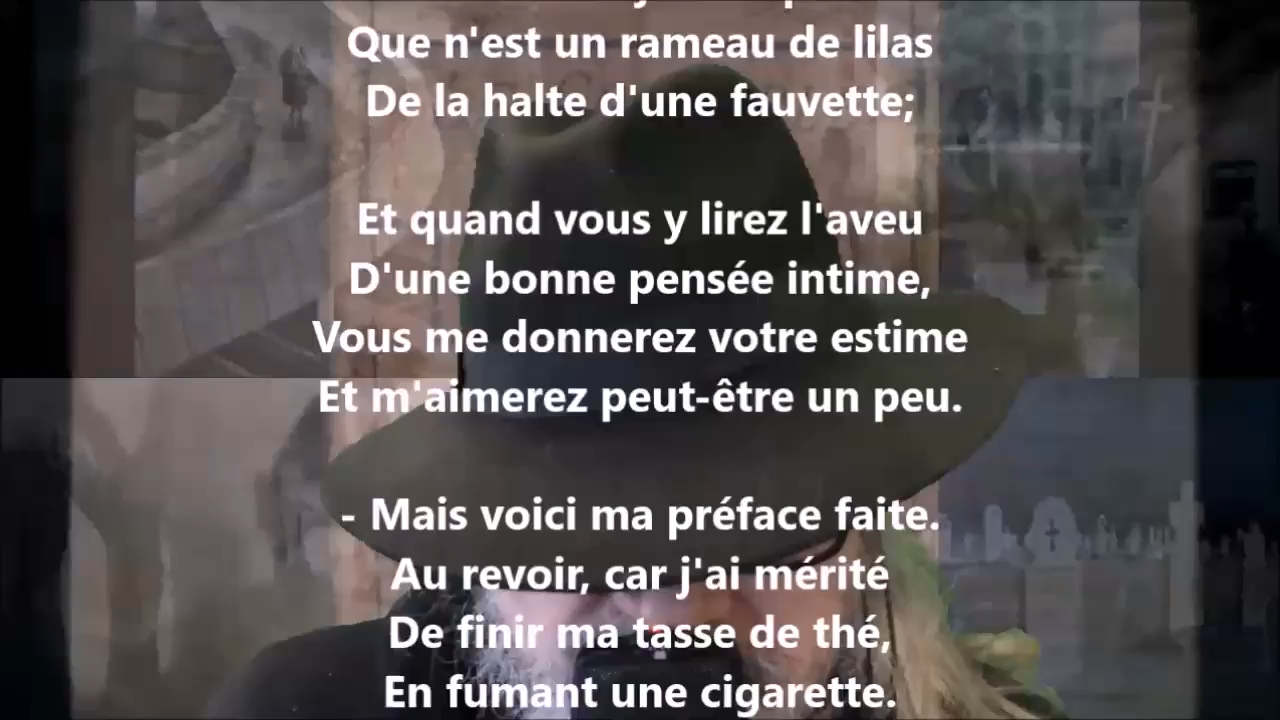 Que n'est un rameau de lilas
De la halte d'une fauvette;
Et quand vous y lirez l'aveu
D'une bonne pensée intime,
Vous me donnerez votre estime
Et m'aimerez peut-être un peu.
- Mais voici ma préface faite.
Au revoir, car j'ai mérité
De finir ma tasse de thé,
En fumant une cigarette.